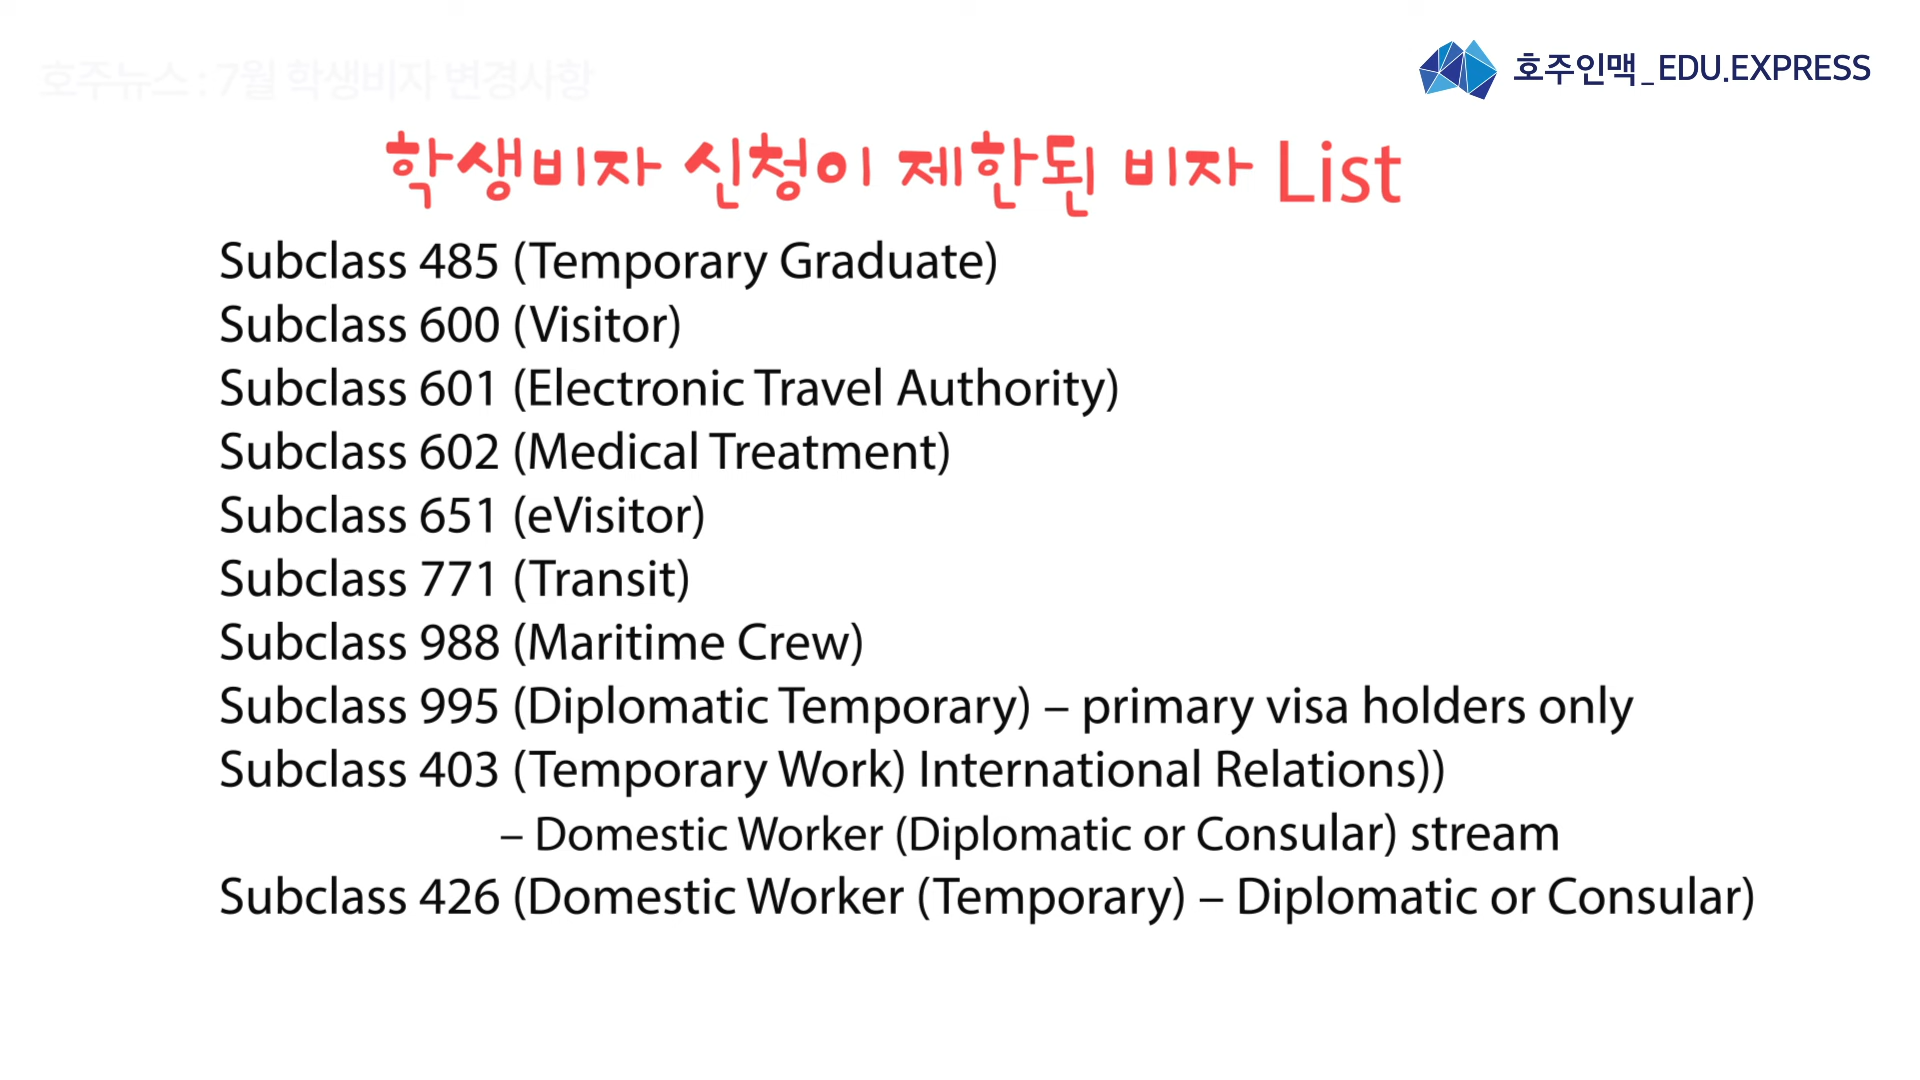 호주뉴스 : 7월 학생비자 변경사항
호주인맥_EDU.EXPRESS
학생비자 신청이 제한된 비자 List
Subclass 485 (Temporary Graduate)
Subclass 600 (Visitor)
Subclass 601 (Electronic Travel Authority)
Subclass 602 (Medical Treatment)
Subclass 651 (eVisitor)
Subclass 771 (Transit)
Subclass 988 (Maritime Crew)
Subclass 995 (Diplomatic Temporary) – primary visa holders only
Subclass 403 (Temporary Work) International Relations))
– Domestic Worker (Diplomatic or Consular) stream
Subclass 426 (Domestic Worker (Temporary) – Diplomatic or Consular)